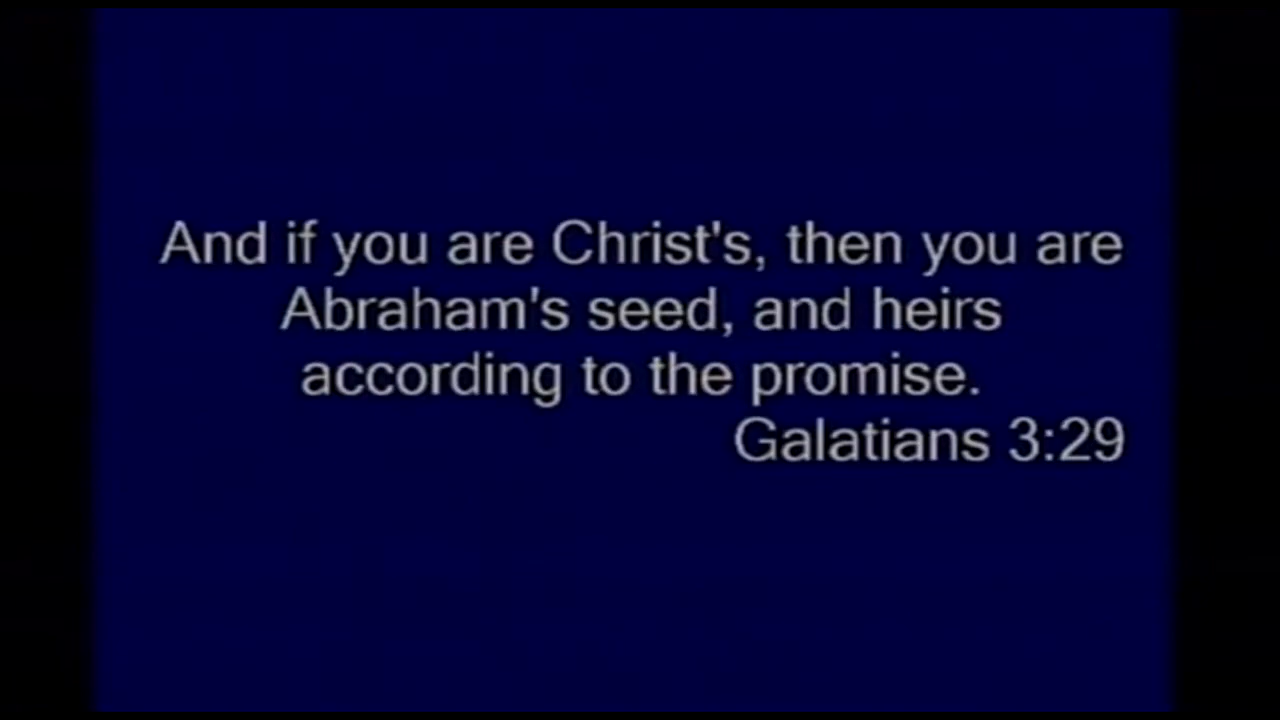 And if you are Christ's, then you are
Abraham's seed, and heirs
according to the promise.
Galatians 3:29